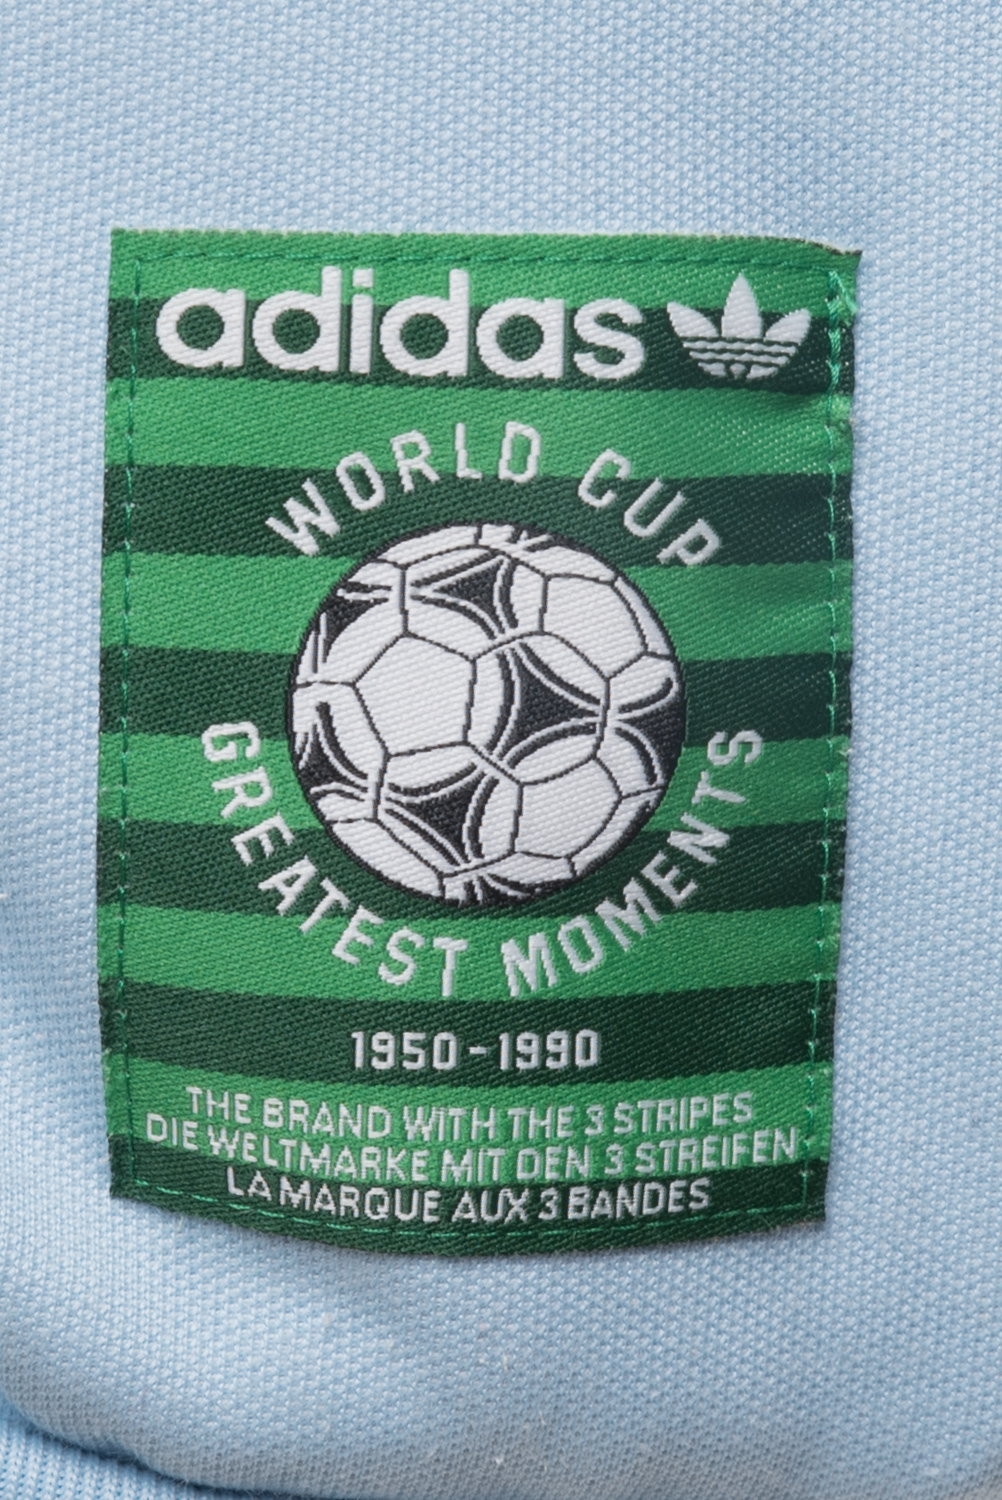 adidas
WORLD CUP
GREATEST MOMENTS
1950-1990
THE BRAND WITH THE 3 STRIPES
DIE WELTMARKE MIT DEN 3 STREIFEN
LA MARQUE AUX 3 BANDES